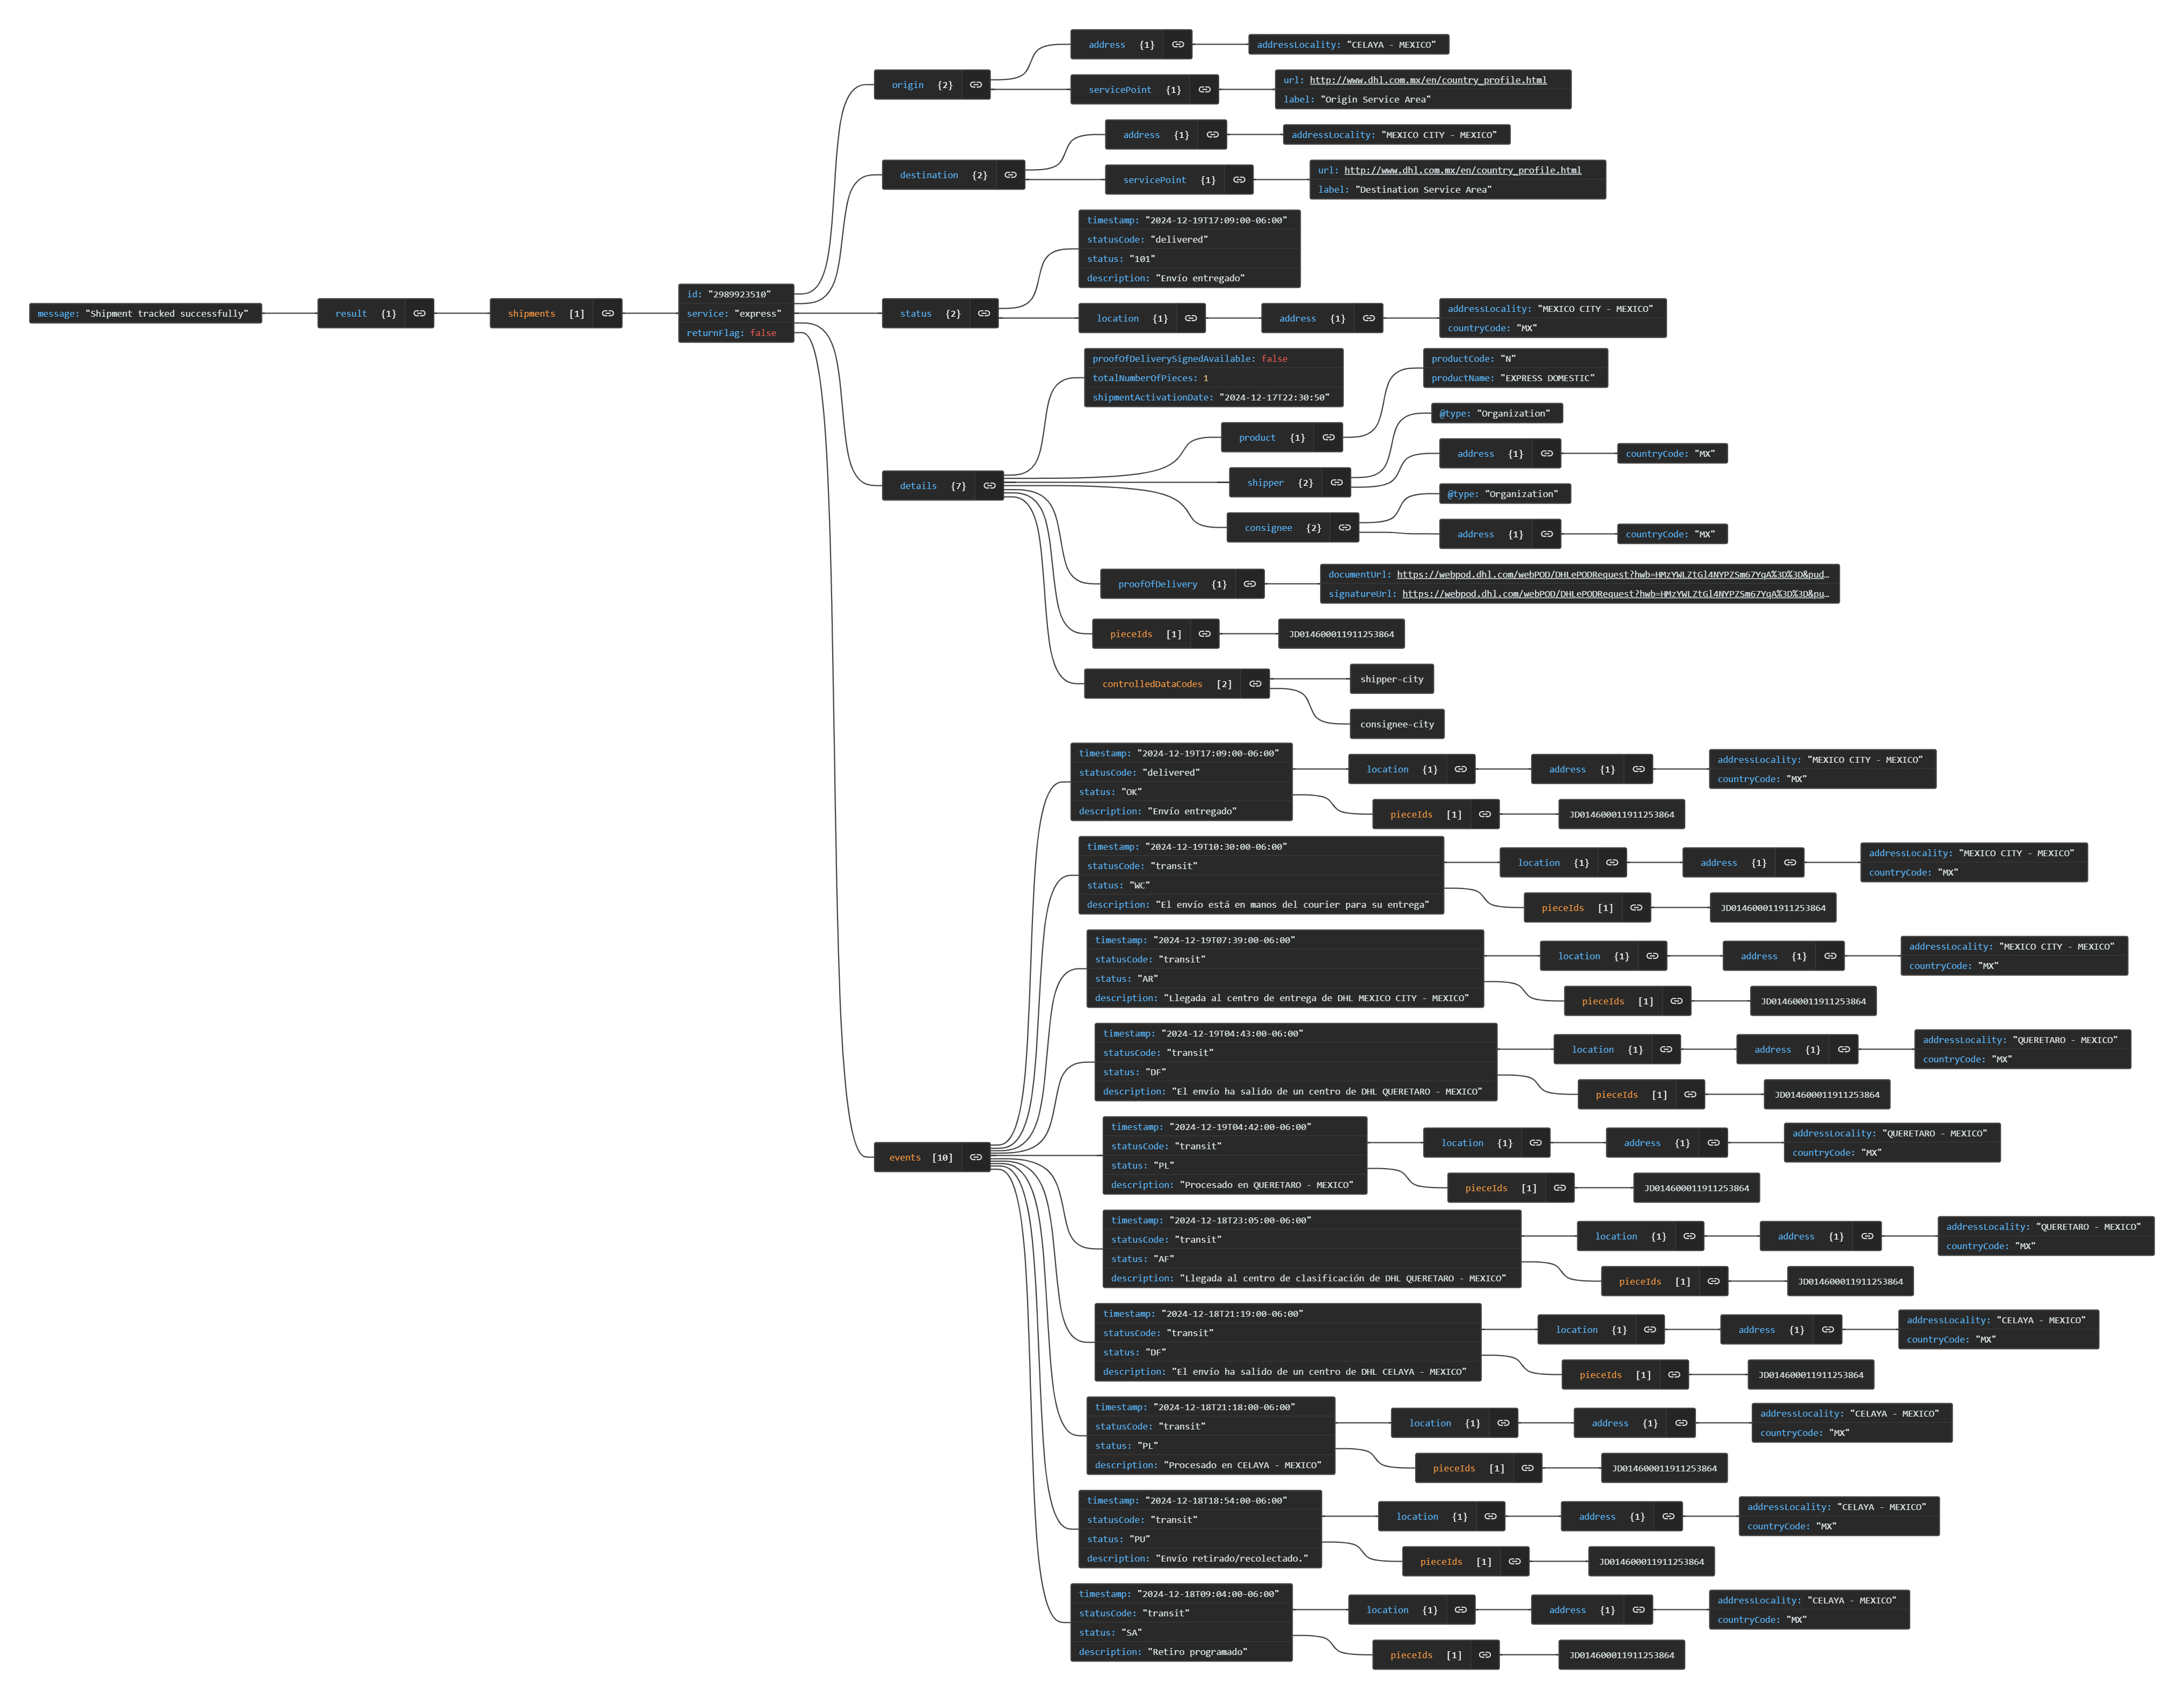 message: "Shipment tracked successfully"
result {1}
shipments [1]
id: "2989923510"
service: "express"
returnFlag: false
origin {2}
address {1}
addressLocality: "CELAYA - MEXICO"
servicePoint {1}
url: http://www.dhl.com.mx/en/country_profile.html
label: "Origin Service Area"
destination {2}
address {1}
addressLocality: "MEXICO CITY - MEXICO"
servicePoint {1}
url: http://www.dhl.com.mx/en/country_profile.html
label: "Destination Service Area"
status {2}
timestamp: "2024-12-19T17:09:00-06:00"
statusCode: "delivered"
status: "101"
description: "Envío entregado"
location {1}
address {1}
addressLocality: "MEXICO CITY - MEXICO"
countryCode: "MX"
details {7}
proofOfDeliverySignedAvailable: false
totalNumberOfPieces: 1
shipmentActivationDate: "2024-12-17T22:30:50"
product {1}
productCode: "N"
productName: "EXPRESS DOMESTIC"
shipper {2}
@type: "Organization"
address {1}
countryCode: "MX"
consignee {2}
@type: "Organization"
address {1}
countryCode: "MX"
proofOfDelivery {1}
documentUrl: https://webpod.dhl.com/webPOD/DHLePODRequest?hwb=HMzYWLZtGl4NYPZSm67YqA%3D%3D&pud…
signatureUrl: https://webpod.dhl.com/webPOD/DHLePODRequest?hwb=HMzYWLZtGl4NYPZSm67YqA%3D%3D&pu…
pieceIds [1]
JD014600011911253864
controlledDataCodes [2]
shipper-city
consignee-city
events [10]
timestamp: "2024-12-19T17:09:00-06:00"
statusCode: "delivered"
status: "OK"
description: "Envío entregado"
location {1}
address {1}
addressLocality: "MEXICO CITY - MEXICO"
countryCode: "MX"
pieceIds [1]
JD014600011911253864
timestamp: "2024-12-19T10:30:00-06:00"
statusCode: "transit"
status: "WC"
description: "El envío está en manos del courier para su entrega"
location {1}
address {1}
addressLocality: "MEXICO CITY - MEXICO"
countryCode: "MX"
pieceIds [1]
JD014600011911253864
timestamp: "2024-12-19T07:39:00-06:00"
statusCode: "transit"
status: "AR"
description: "Llegada al centro de entrega de DHL MEXICO CITY - MEXICO"
location {1}
address {1}
addressLocality: "MEXICO CITY - MEXICO"
countryCode: "MX"
pieceIds [1]
JD014600011911253864
timestamp: "2024-12-19T04:43:00-06:00"
statusCode: "transit"
status: "DF"
description: "El envío ha salido de un centro de DHL QUERETARO - MEXICO"
location {1}
address {1}
addressLocality: "QUERETARO - MEXICO"
countryCode: "MX"
pieceIds [1]
JD014600011911253864
timestamp: "2024-12-19T04:42:00-06:00"
statusCode: "transit"
status: "PL"
description: "Procesado en QUERETARO - MEXICO"
location {1}
address {1}
addressLocality: "QUERETARO - MEXICO"
countryCode: "MX"
pieceIds [1]
JD014600011911253864
timestamp: "2024-12-18T23:05:00-06:00"
statusCode: "transit"
status: "AF"
description: "Llegada al centro de clasificación de DHL QUERETARO - MEXICO"
location {1}
address {1}
addressLocality: "QUERETARO - MEXICO"
countryCode: "MX"
pieceIds [1]
JD014600011911253864
timestamp: "2024-12-18T21:19:00-06:00"
statusCode: "transit"
status: "DF"
description: "El envío ha salido de un centro de DHL CELAYA - MEXICO"
location {1}
address {1}
addressLocality: "CELAYA - MEXICO"
countryCode: "MX"
pieceIds [1]
JD014600011911253864
timestamp: "2024-12-18T21:18:00-06:00"
statusCode: "transit"
status: "PL"
description: "Procesado en CELAYA - MEXICO"
location {1}
address {1}
addressLocality: "CELAYA - MEXICO"
countryCode: "MX"
pieceIds [1]
JD014600011911253864
timestamp: "2024-12-18T18:54:00-06:00"
statusCode: "transit"
status: "PU"
description: "Envío retirado/recolectado."
location {1}
address {1}
addressLocality: "CELAYA - MEXICO"
countryCode: "MX"
pieceIds [1]
JD014600011911253864
timestamp: "2024-12-18T09:04:00-06:00"
statusCode: "transit"
status: "SA"
description: "Retiro programado"
location {1}
address {1}
addressLocality: "CELAYA - MEXICO"
countryCode: "MX"
pieceIds [1]
JD014600011911253864